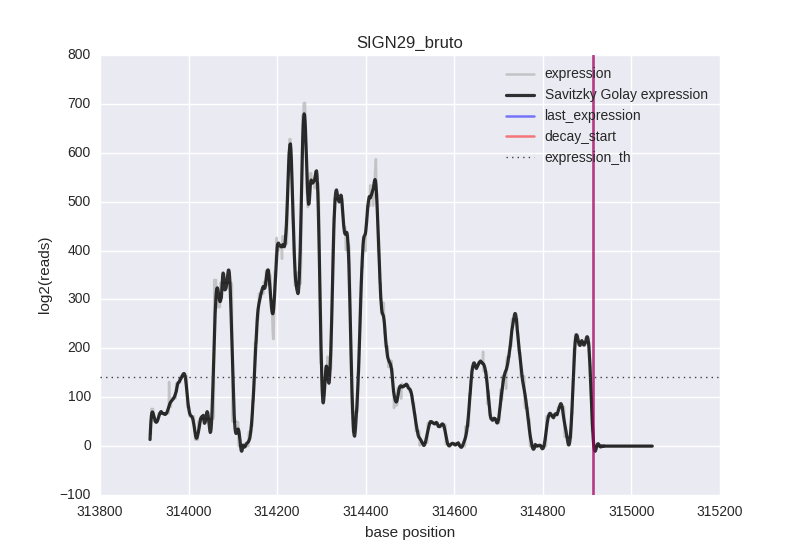 SIGN29_bruto
800
700
600
500
400
300
200
100
0
−100
log2(reads)
expression
Savitzky Golay expression
last_expression
decay_start
expression_th
313800 314000 314200 314400 314600 314800 315000 315200
base position